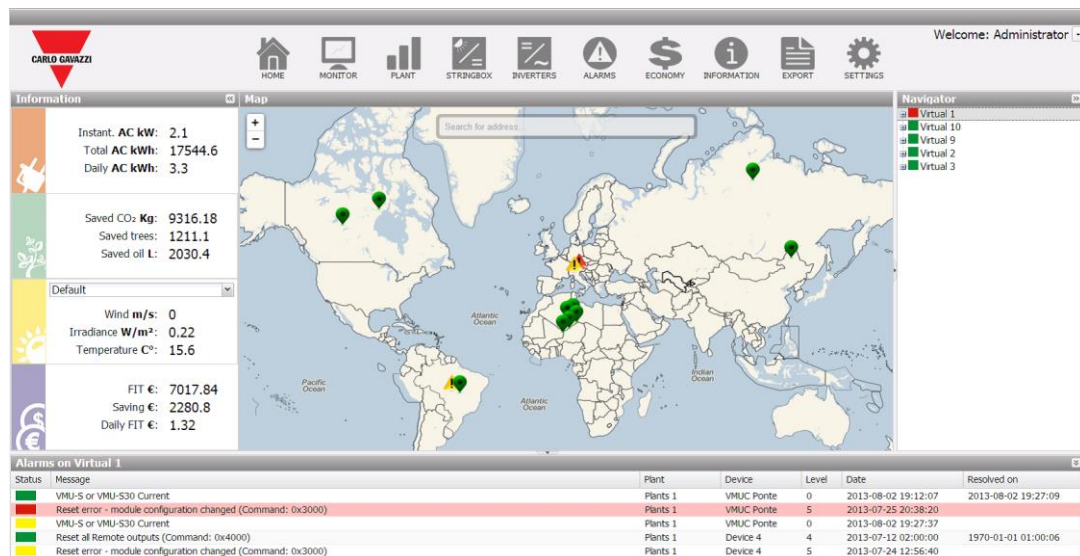 Welcome: Administrator
CARLO GAVAZZI
HOME MONITOR PLANT STRINGBOX INVERTERS ALARMS ECONOMY INFORMATION EXPORT SETTINGS
Information
Instant. AC kW: 2.1
Total AC kWh: 17544.6
Daily AC kWh: 3.3
Saved CO₂ Kg: 9316.18
Saved trees: 1211.1
Saved oil L: 2030.4
Default
Wind m/s: 0
Irradiance W/m²: 0.22
Temperature C°: 15.6
FIT €: 7017.84
Saving €: 2280.8
Daily FIT €: 1.32
Map
+
−
Search for address
Atlantic
Ocean
Pacific
Ocean
Atlantic
Ocean
Indian
Ocean
Navigator
Virtual 1
Virtual 10
Virtual 9
Virtual 2
Virtual 3
Alarms on Virtual 1
Status Message Plant Device Level Date Resolved on
VMU-S or VMU-S30 Current Plants 1 VMUC Ponte 0 2013-08-02 19:12:07 2013-08-02 19:27:09
Reset error - module configuration changed (Command: 0x3000) Plants 1 VMUC Ponte 5 2013-07-25 20:38:20
VMU-S or VMU-S30 Current Plants 1 VMUC Ponte 0 2013-08-02 19:27:37
Reset all Remote outputs (Command: 0x4000) Plants 1 Device 4 4 2013-07-12 02:00:00 1970-01-01 01:00:06
Reset error - module configuration changed (Command: 0x3000) Plants 1 Device 4 5 2013-07-24 12:56:40